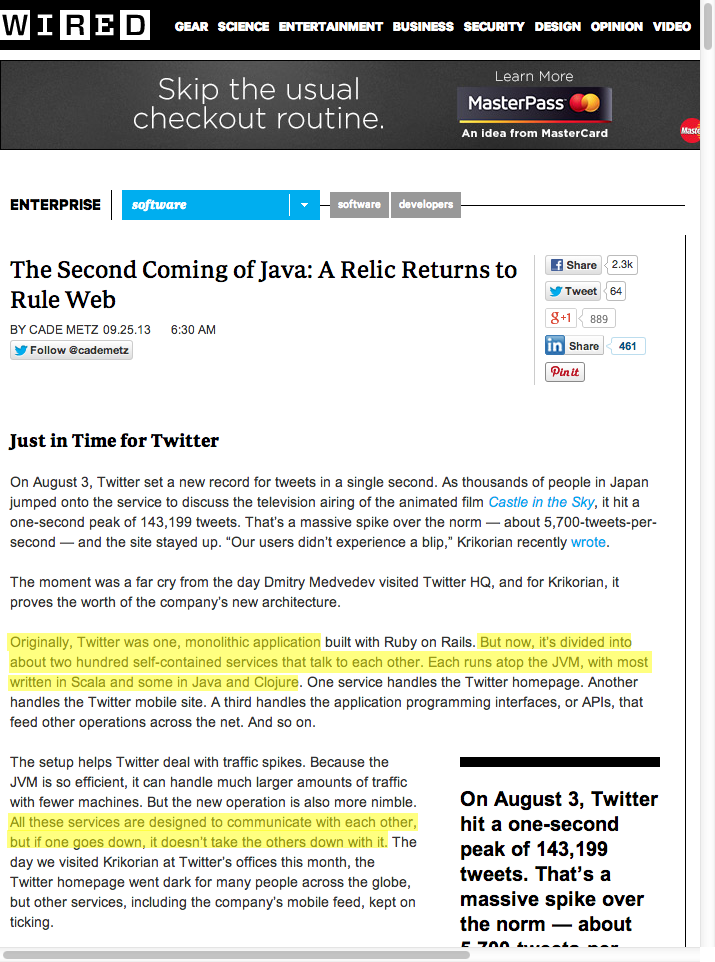 WIRED
GEAR SCIENCE ENTERTAINMENT BUSINESS SECURITY DESIGN OPINION VIDEO
Skip the usual
checkout routine.
Learn More
MasterPass
An idea from MasterCard
ENTERPRISE
software
software
developers
The Second Coming of Java: A Relic Returns to
Rule Web
BY CADE METZ 09.25.13 6:30 AM
Follow @cademetz
Share 2.3k
Tweet 64
g+1 889
in Share 461
Pin it
Just in Time for Twitter
On August 3, Twitter set a new record for tweets in a single second. As thousands of people in Japan
jumped onto the service to discuss the television airing of the animated film Castle in the Sky, it hit a
one-second peak of 143,199 tweets. That’s a massive spike over the norm — about 5,700-tweets-per-
second — and the site stayed up. “Our users didn’t experience a blip,” Krikorian recently wrote.
The moment was a far cry from the day Dmitry Medvedev visited Twitter HQ, and for Krikorian, it
proves the worth of the company’s new architecture.
Originally, Twitter was one, monolithic application built with Ruby on Rails. But now, it’s divided into
about two hundred self-contained services that talk to each other. Each runs atop the JVM, with most
written in Scala and some in Java and Clojure. One service handles the Twitter homepage. Another
handles the Twitter mobile site. A third handles the application programming interfaces, or APIs, that
feed other operations across the net. And so on.
The setup helps Twitter deal with traffic spikes. Because the
JVM is so efficient, it can handle much larger amounts of traffic
with fewer machines. But the new operation is also more nimble.
All these services are designed to communicate with each other,
but if one goes down, it doesn’t take the others down with it. The
day we visited Krikorian at Twitter’s offices this month, the
Twitter homepage went dark for many people across the globe,
but other services, including the company’s mobile feed, kept on
ticking.
On August 3, Twitter
hit a one-second
peak of 143,199
tweets. That’s a
massive spike over
the norm — about
5,700-tweets-per-